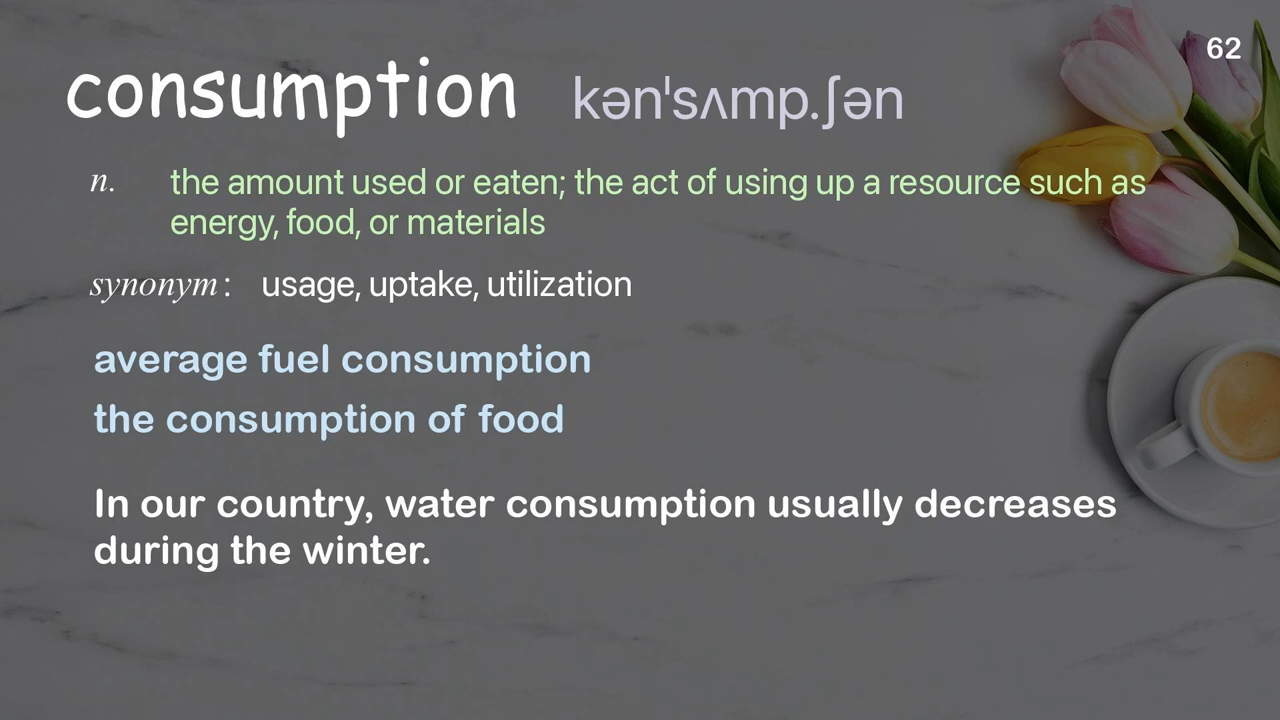 62
consumption kən'sʌmp.ʃən
n. the amount used or eaten; the act of using up a resource such as
energy, food, or materials
synonym : usage, uptake, utilization
average fuel consumption
the consumption of food
In our country, water consumption usually decreases
during the winter.